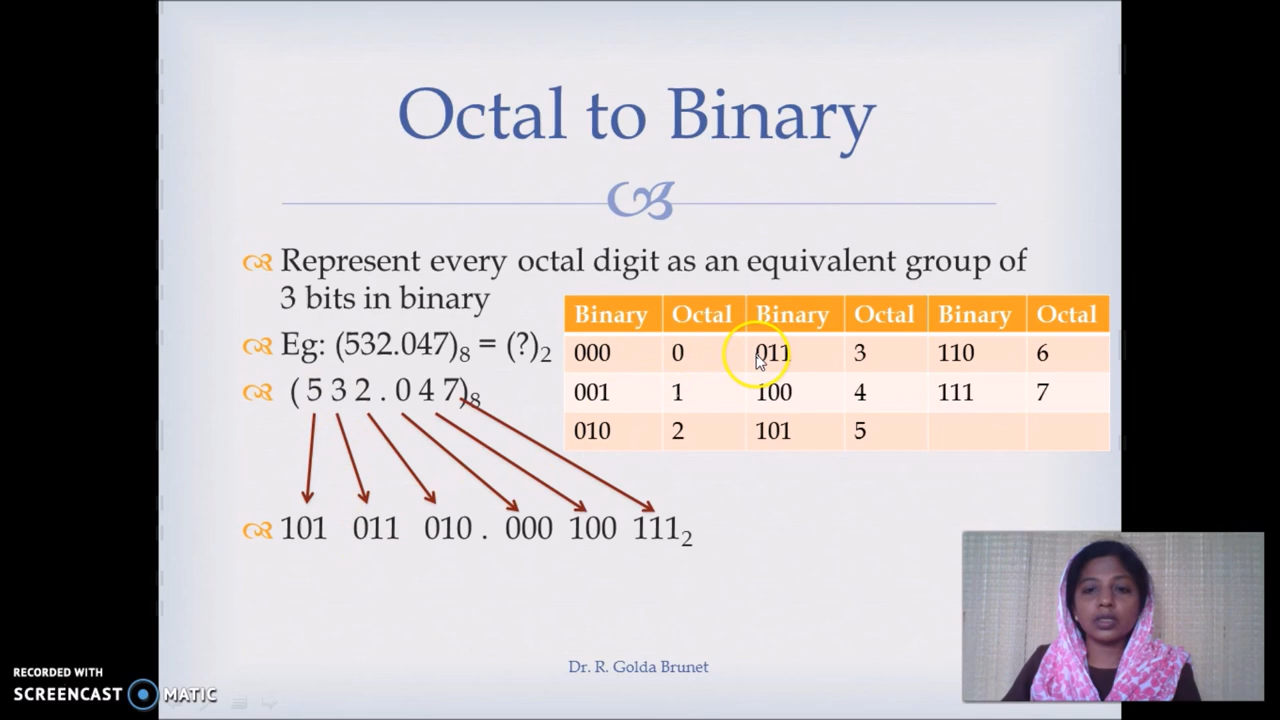 Octal to Binary
Represent every octal digit as an equivalent group of
3 bits in binary
Eg: (532.047)₈ = (?)₂
( 5 3 2 . 0 4 7)₈
101 011 010 . 000 100 111₂
Binary Octal Binary Octal Binary Octal
000 0 011 3 110 6
001 1 100 4 111 7
010 2 101 5
Dr. R. Golda Brunet
RECORDED WITH
SCREENCAST MATIC